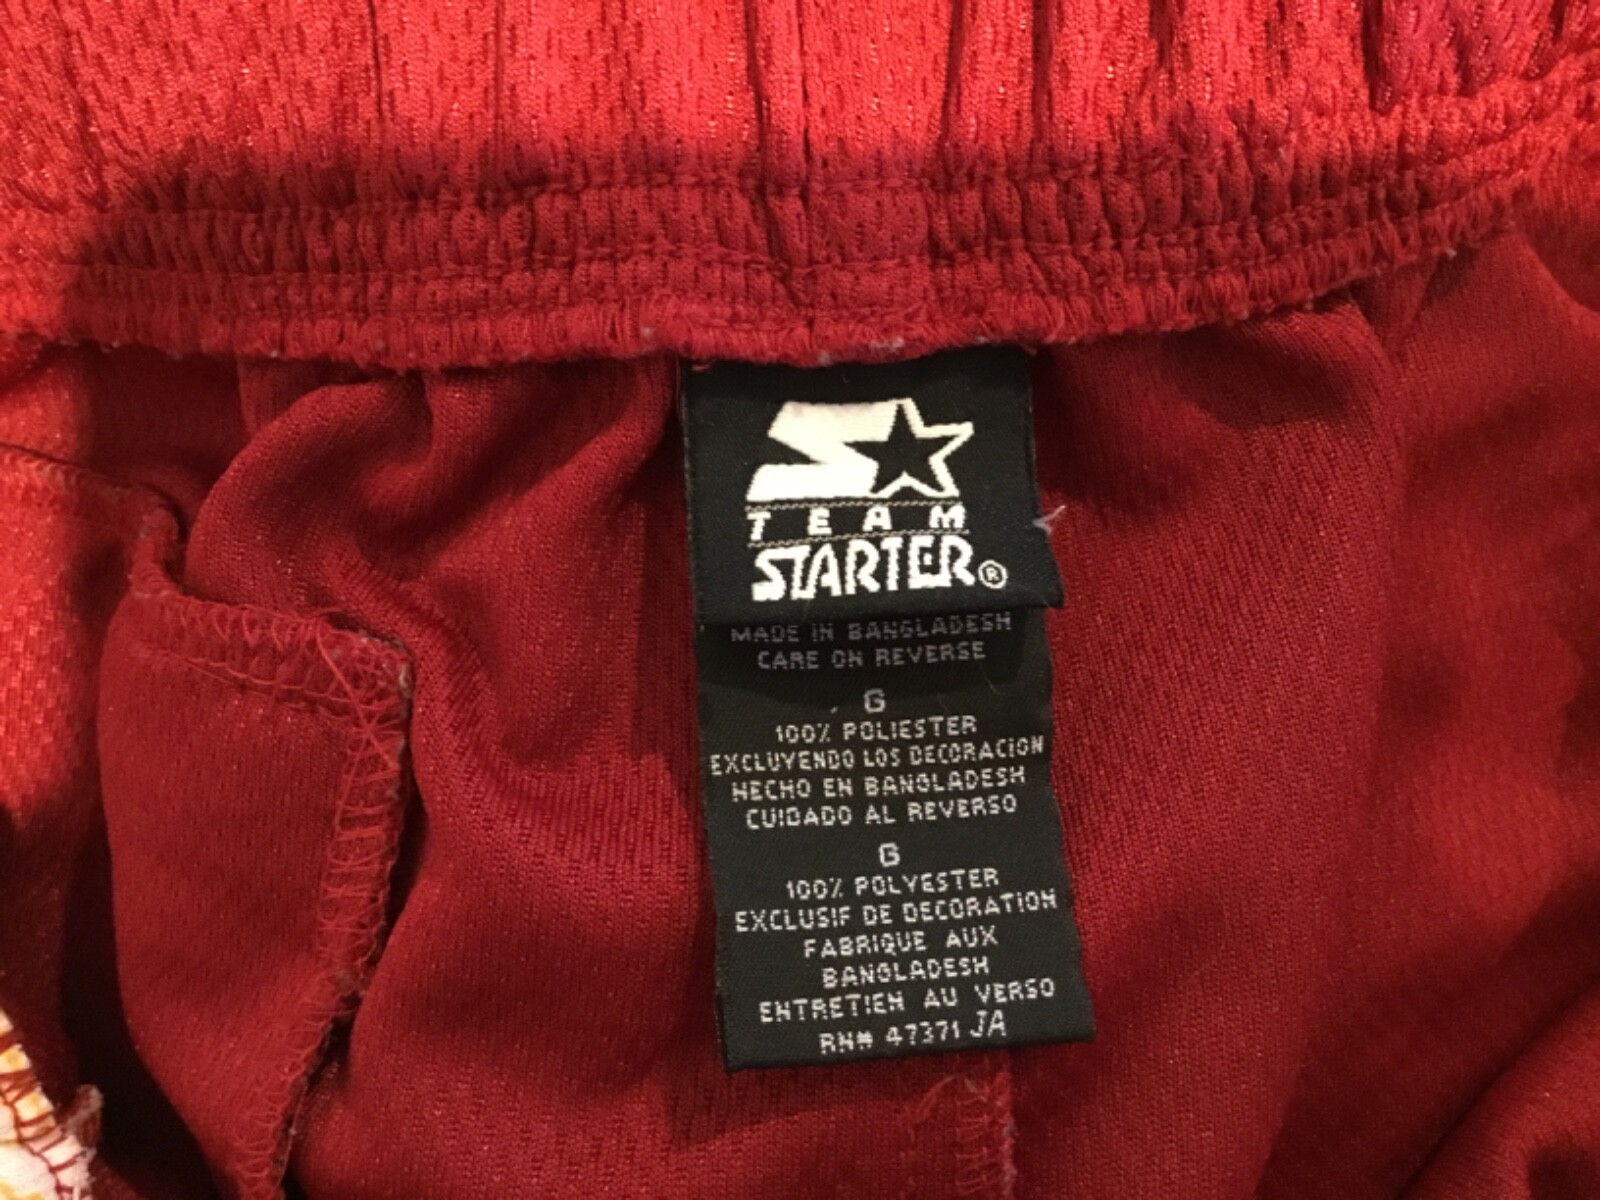 TEAM
STARTER®
MADE IN BANGLADESH
CARE ON REVERSE
G
100% POLIESTER
EXCLUYENDO LOS DECORACION
HECHO EN BANGLADESH
CUIDADO AL REVERSO
G
100% POLYESTER
EXCLUSIF DE DECORATION
FABRIQUE AUX
BANGLADESH
ENTRETIEN AU VERSO
RN# 47371 JA